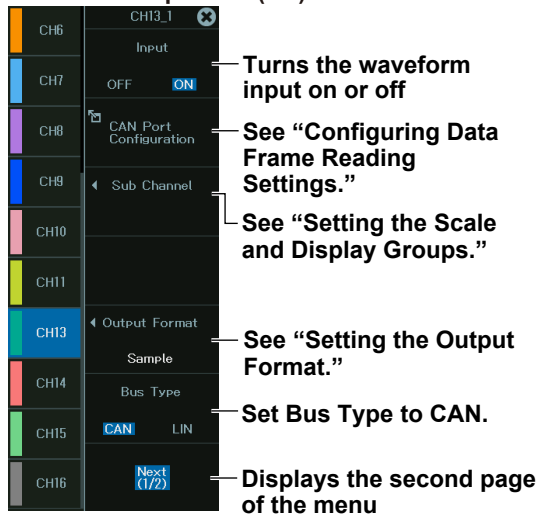 CH6
CH7
CH8
CH9
CH10
CH11
CH13
CH14
CH15
CH16
CH13_1
Input
OFF ON
CAN Port
Configuration
Sub Channel
Output Format
Sample
Bus Type
CAN LIN
Next
(1/2)
Turns the waveform
input on or off
See “Configuring Data
Frame Reading
Settings.”
See “Setting the Scale
and Display Groups.”
See “Setting the Output
Format.”
Set Bus Type to CAN.
Displays the second page
of the menu